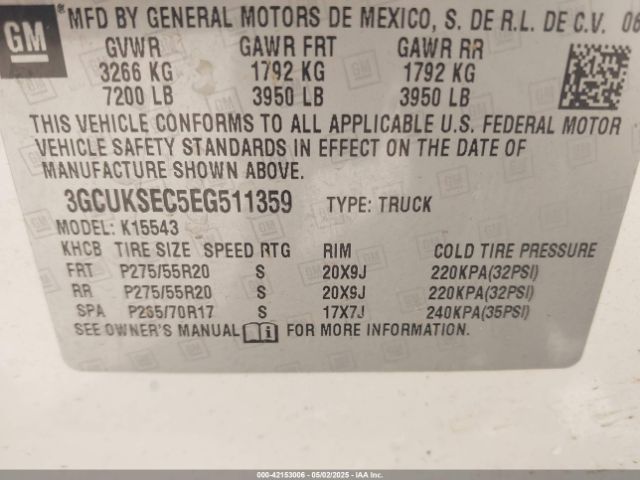 GM
MFD BY GENERAL MOTORS DE MEXICO, S. DE R.L. DE C.V. 06
GVWR GAWR FRT GAWR RR
3266 KG 1792 KG 1792 KG
7200 LB 3950 LB 3950 LB
THIS VEHICLE CONFORMS TO ALL APPLICABLE U.S. FEDERAL MOTOR
VEHICLE SAFETY STANDARDS IN EFFECT ON THE DATE OF
MANUFACTURE SHOWN ABOVE.
3GCUKSEC5EG511359 TYPE: TRUCK
MODEL: K15543
KHCB TIRE SIZE SPEED RTG RIM COLD TIRE PRESSURE
FRT P275/55R20 S 20X9J 220KPA(32PSI)
RR P275/55R20 S 20X9J 220KPA(32PSI)
SPA P265/70R17 S 17X7J 240KPA(35PSI)
SEE OWNER'S MANUAL FOR MORE INFORMATION.
000-42153006 - 05/02/2025 - IAAI.COM